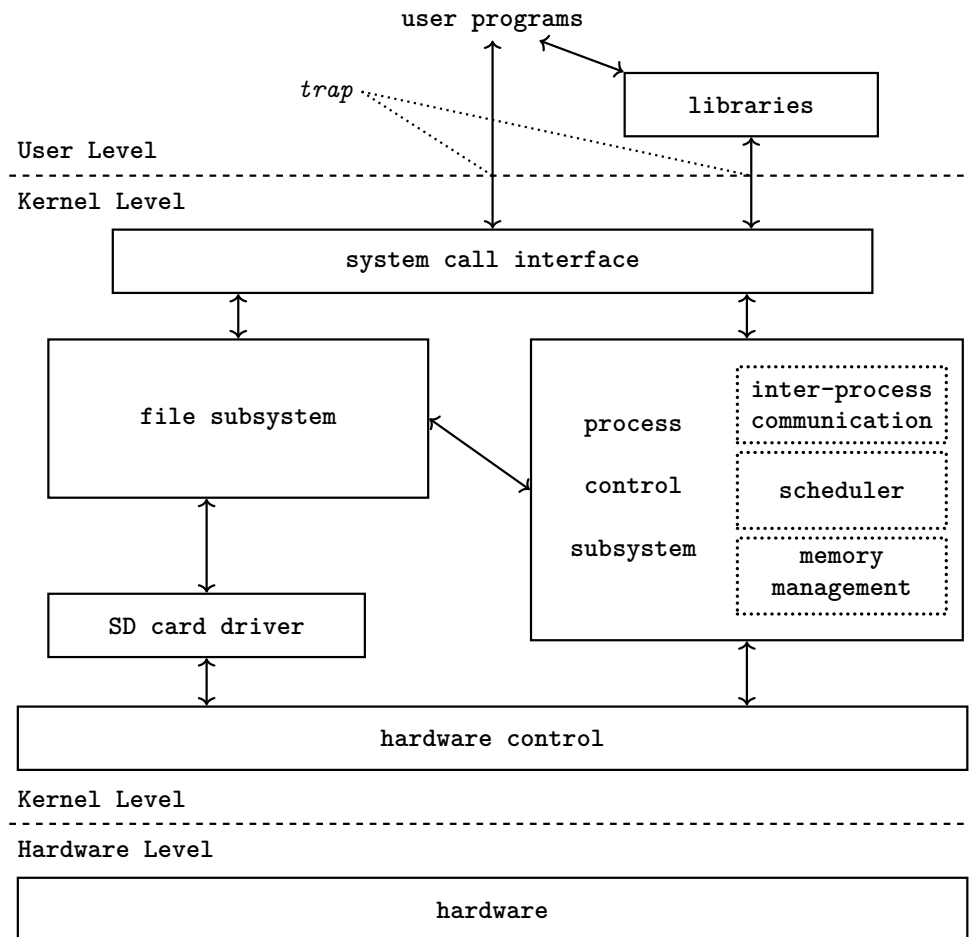 user programs
trap
libraries
User Level
Kernel Level
system call interface
file subsystem
process
control
subsystem
inter-process
communication
scheduler
memory
management
SD card driver
hardware control
Kernel Level
Hardware Level
hardware